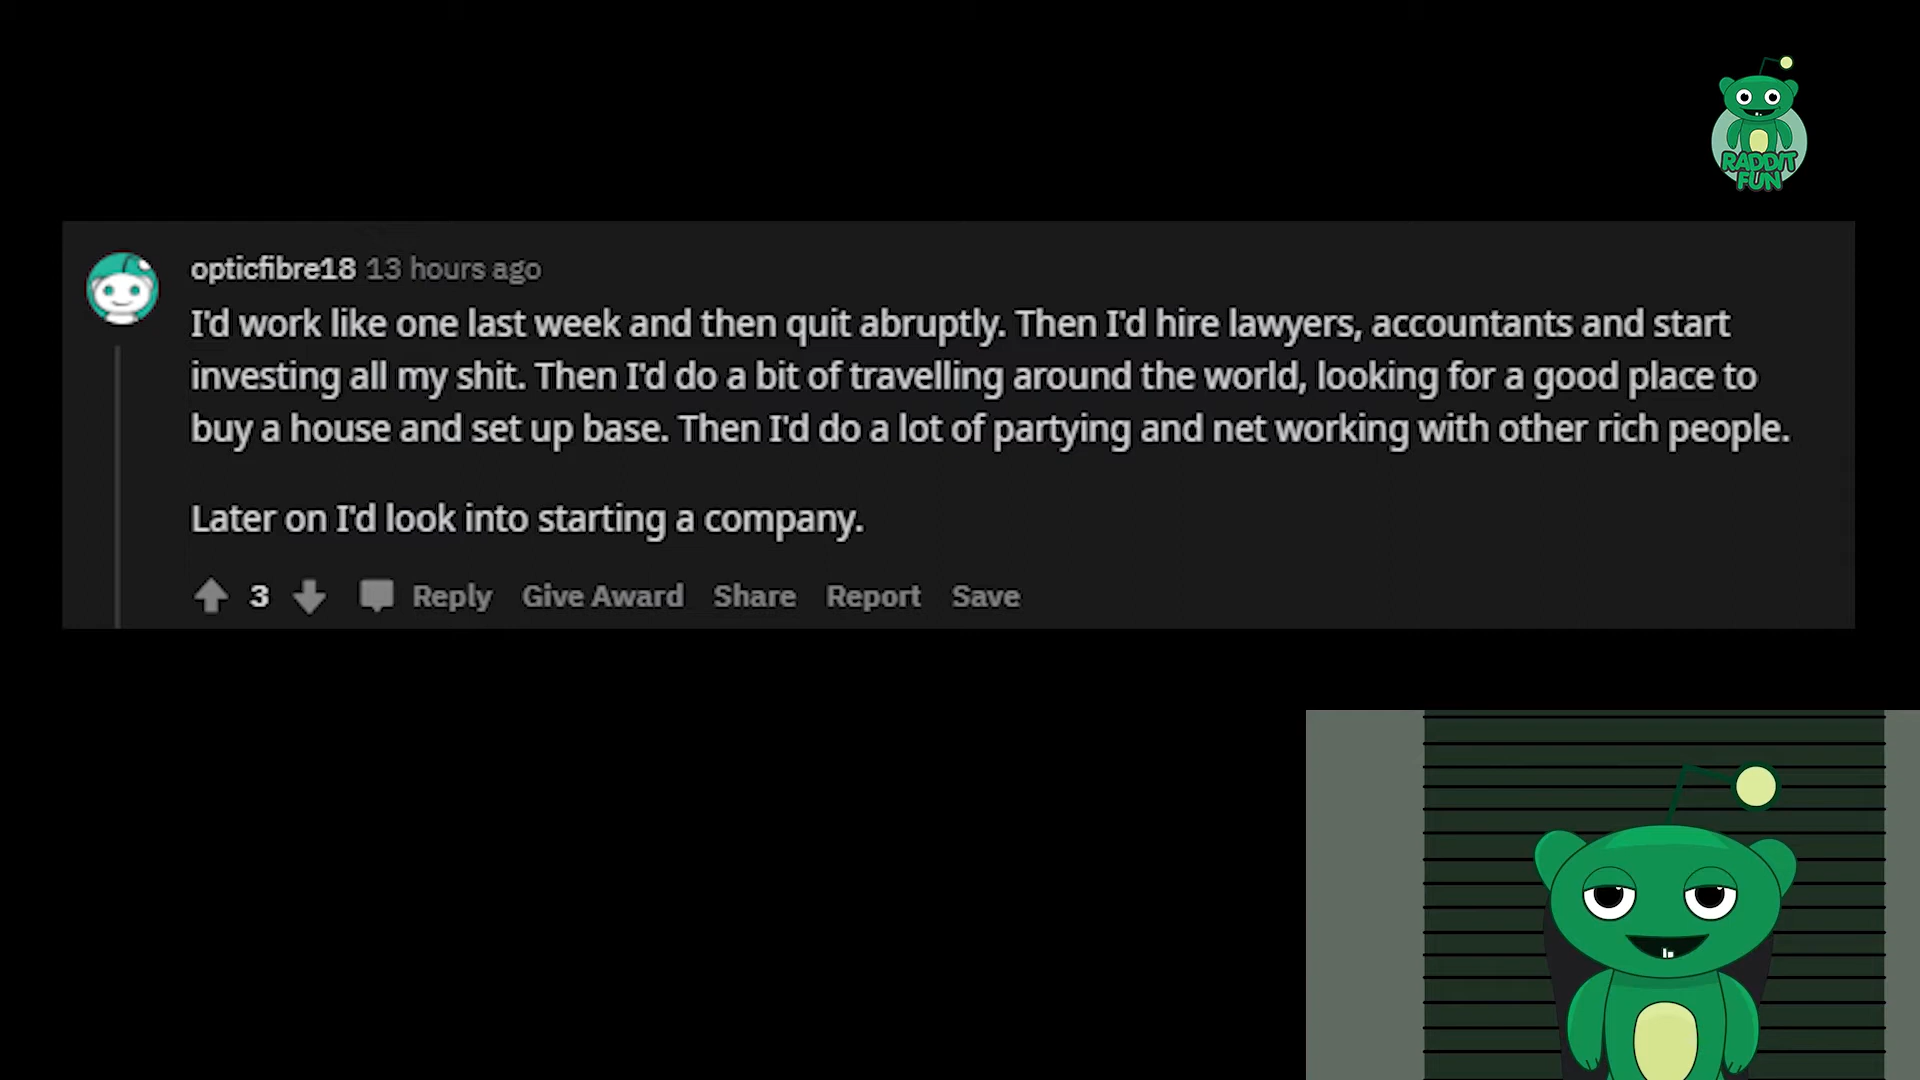 RADDIT
FUN
opticfibre18 13 hours ago
I'd work like one last week and then quit abruptly. Then I'd hire lawyers, accountants and start
investing all my shit. Then I'd do a bit of travelling around the world, looking for a good place to
buy a house and set up base. Then I'd do a lot of partying and net working with other rich people.
Later on I'd look into starting a company.
3 Reply Give Award Share Report Save